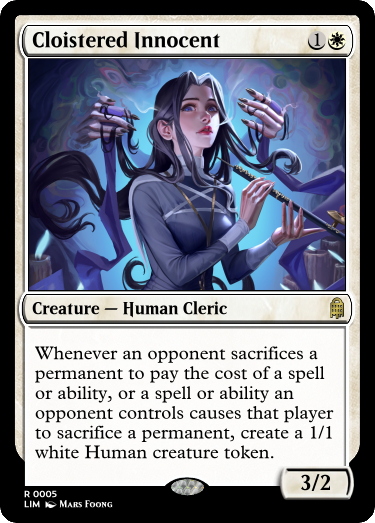 Cloistered Innocent 1
Creature — Human Cleric
Whenever an opponent sacrifices a
permanent to pay the cost of a spell
or ability, or a spell or ability an
opponent controls causes that player
to sacrifice a permanent, create a 1/1
white Human creature token.
3/2
R 0005
LIM Mars Foong